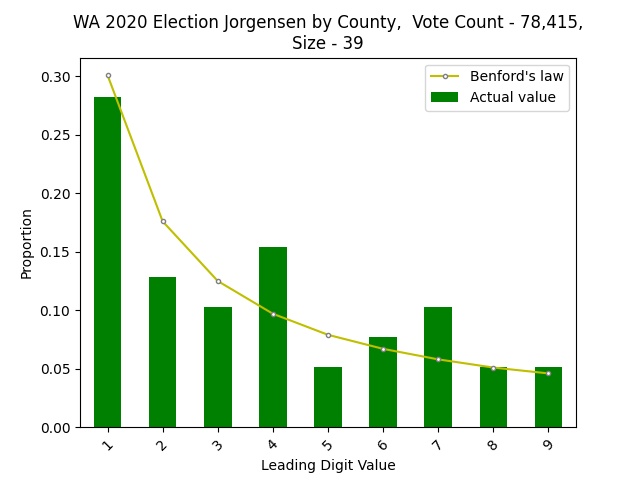 WA 2020 Election Jorgensen by County,  Vote Count - 78,415,
Size - 39
Benford's law
Actual value
0.30
0.25
0.20
0.15
0.10
0.05
0.00
Proportion
1 2 3 4 5 6 7 8 9
Leading Digit Value